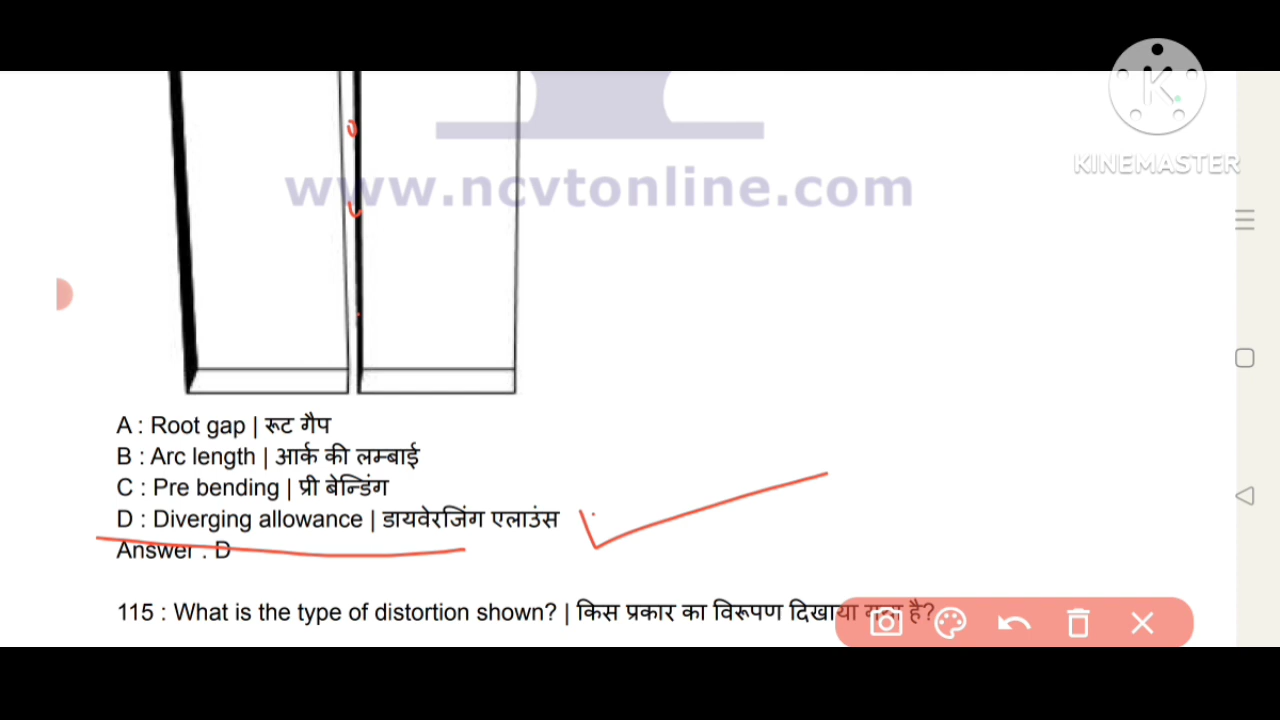 KINEMASTER
www.ncvtonline.com
A : Root gap | रूट गैप
B : Arc length | आर्क की लम्बाई
C : Pre bending | प्री बेन्डिंग
D : Diverging allowance | डायवेरजिंग एलाउंस
Answer : D
115 : What is the type of distortion shown? | किस प्रकार का विरूपण दिखाया गया है?